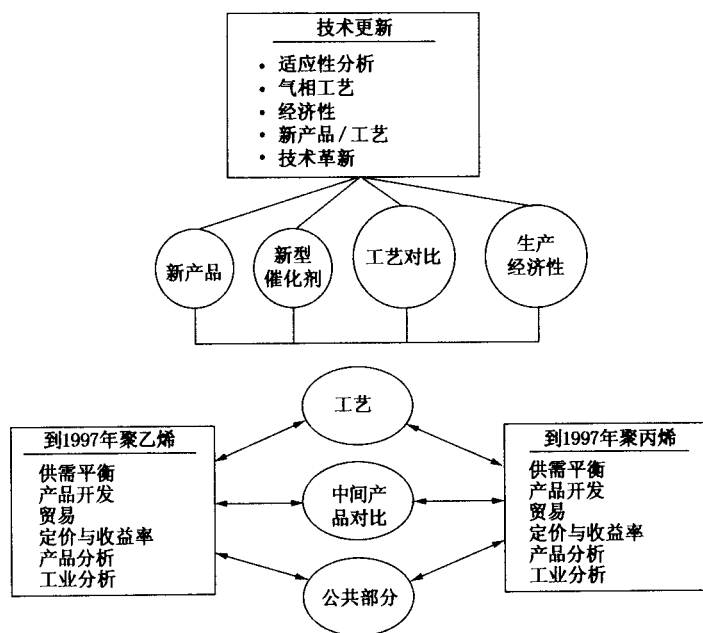 技术更新
• 适应性分析
• 气相工艺
• 经济性
• 新产品/工艺
• 技术革新
新产品
新型
催化剂
工艺对比
生产
经济性
工艺
到1997年聚乙烯
供需平衡
产品开发
贸易
定价与收益率
产品分析
工业分析
中间产
品对比
公共部分
到1997年聚丙烯
供需平衡
产品开发
贸易
定价与收益率
产品分析
工业分析